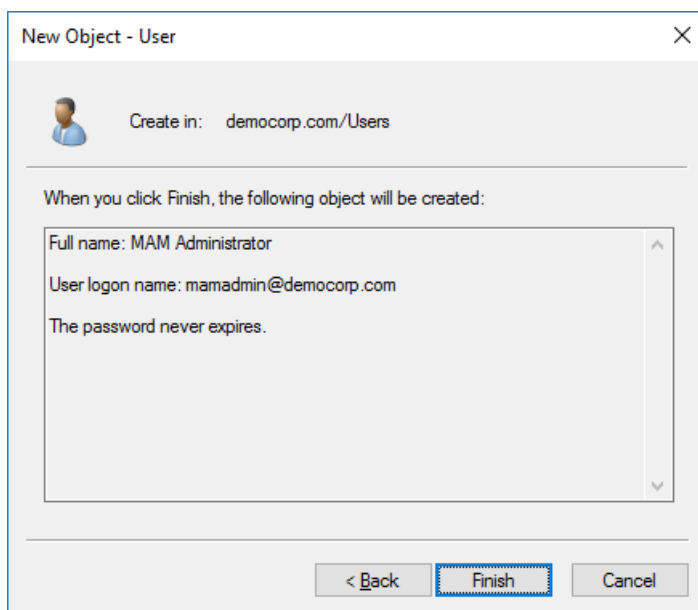 New Object - User
Create in: democorp.com/Users
When you click Finish, the following object will be created:
Full name: MAM Administrator
User logon name: mamadmin@democorp.com
The password never expires.
< Back Finish Cancel